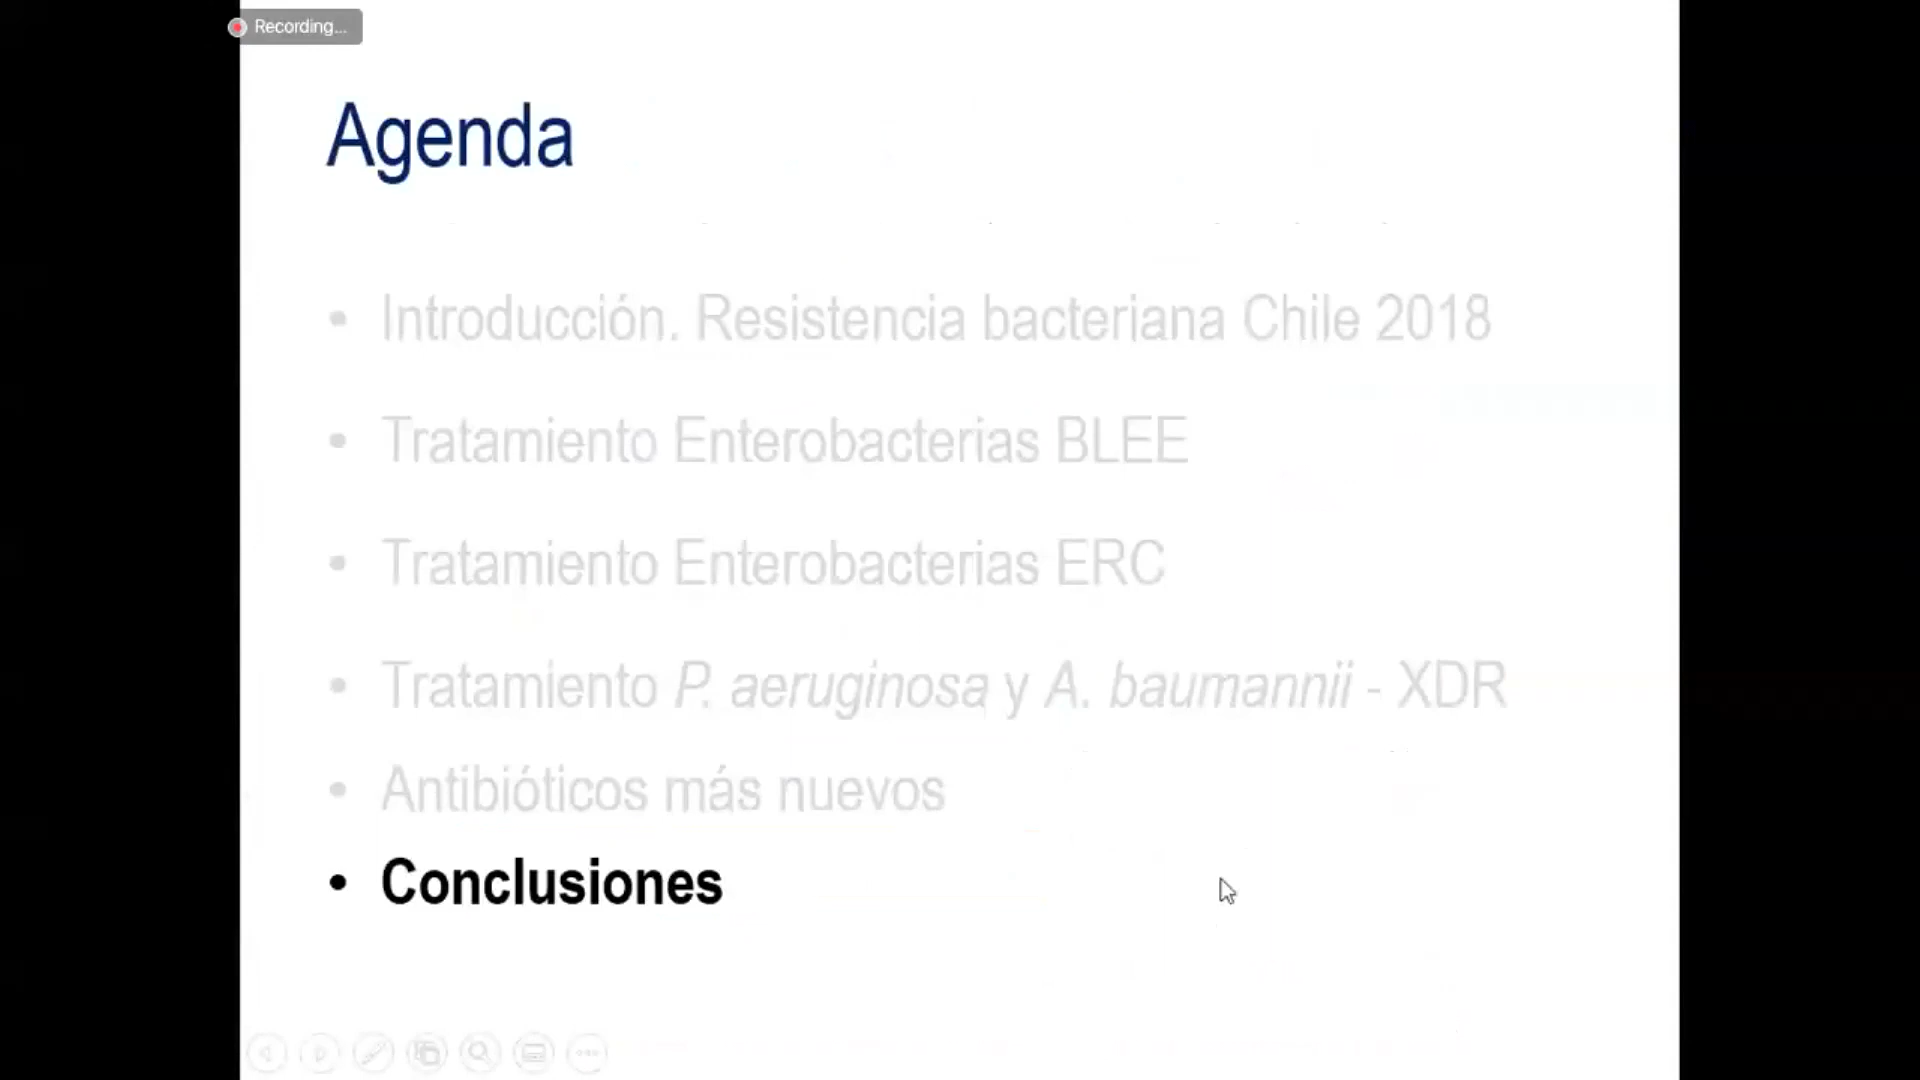 Recording...
Agenda
• Introducción. Resistencia bacteriana Chile 2018
• Tratamiento Enterobacterias BLEE
• Tratamiento Enterobacterias ERC
• Tratamiento P. aeruginosa y A. baumannii - XDR
• Antibióticos más nuevos
• Conclusiones